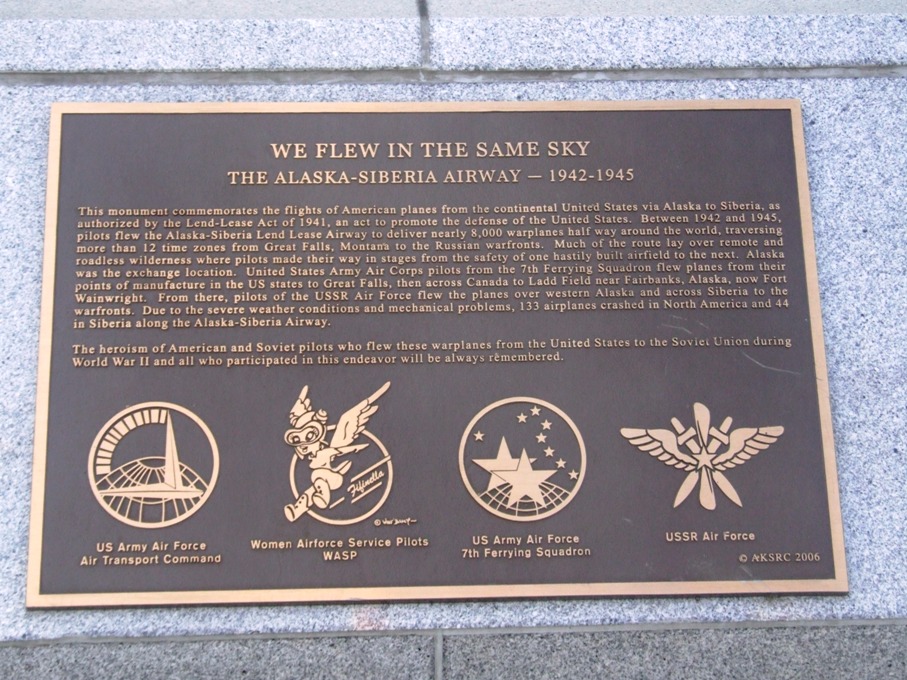 WE FLEW IN THE SAME SKY
THE ALASKA-SIBERIA AIRWAY — 1942-1945
This monument commemorates the flights of American planes from the continental United States via Alaska to Siberia, as
authorized by the Lend-Lease Act of 1941, an act to promote the defense of the United States. Between 1942 and 1945,
pilots flew the Alaska-Siberia Lend Lease Airway to deliver nearly 8,000 warplanes half way around the world, traversing
more than 12 time zones from Great Falls, Montana to the Russian warfronts. Much of the route lay over remote and
roadless wilderness where pilots made their way in stages from the safety of one hastily built airfield to the next. Alaska
was the exchange location. United States Army Air Corps pilots from the 7th Ferrying Squadron flew planes from their
points of manufacture in the US states to Great Falls, then across Canada to Ladd Field near Fairbanks, Alaska, now Fort
Wainwright. From there, pilots of the USSR Air Force flew the planes over western Alaska and across Siberia to the
warfronts. Due to the severe weather conditions and mechanical problems, 133 airplanes crashed in North America and 44
in Siberia along the Alaska-Siberia Airway.
The heroism of American and Soviet pilots who flew these warplanes from the United States to the Soviet Union during
World War II and all who participated in this endeavor will be always remembered.
Fifinella
© Walt Disney
US Army Air Force
Air Transport Command
Women Airforce Service Pilots
WASP
US Army Air Force
7th Ferrying Squadron
USSR Air Force
© AKSRC 2006